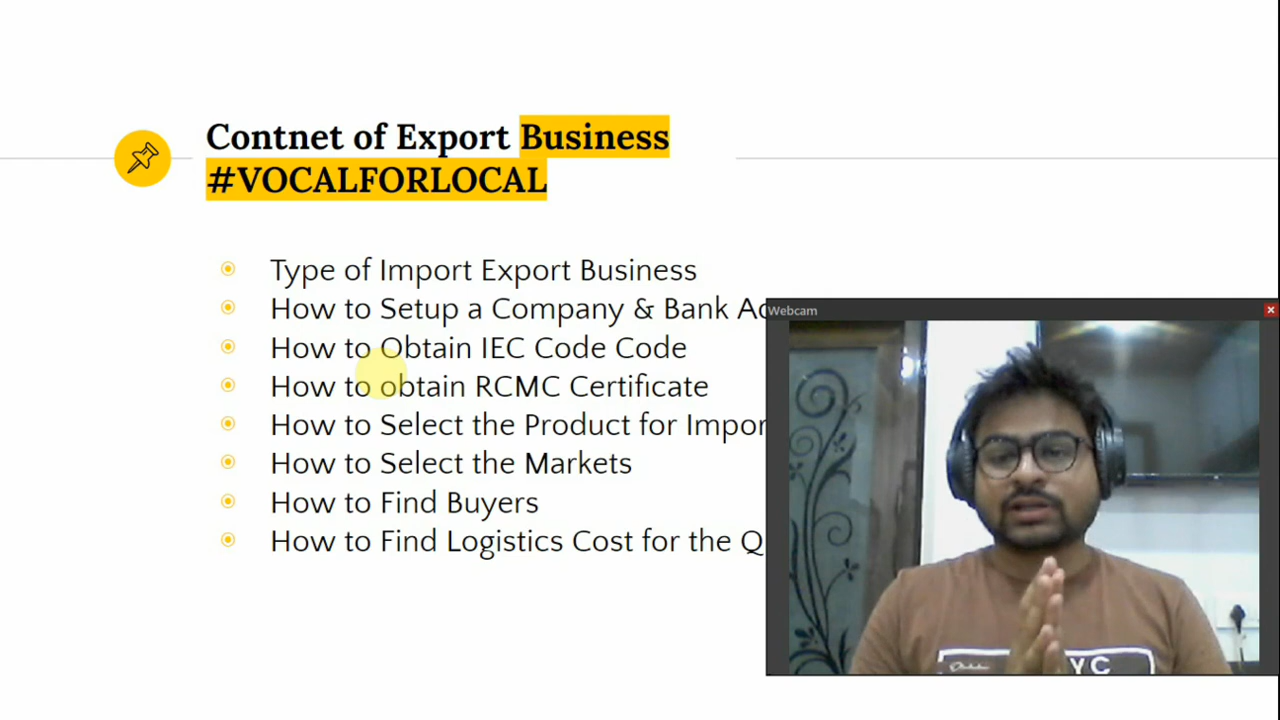 Contnet of Export Business
#VOCALFORLOCAL
Type of Import Export Business
How to Setup a Company & Bank
How to Obtain IEC Code Code
How to obtain RCMC Certificate
How to Select the Product for
How to Select the Markets
How to Find Buyers
How to Find Logistics Cost for the
Webcam
YC